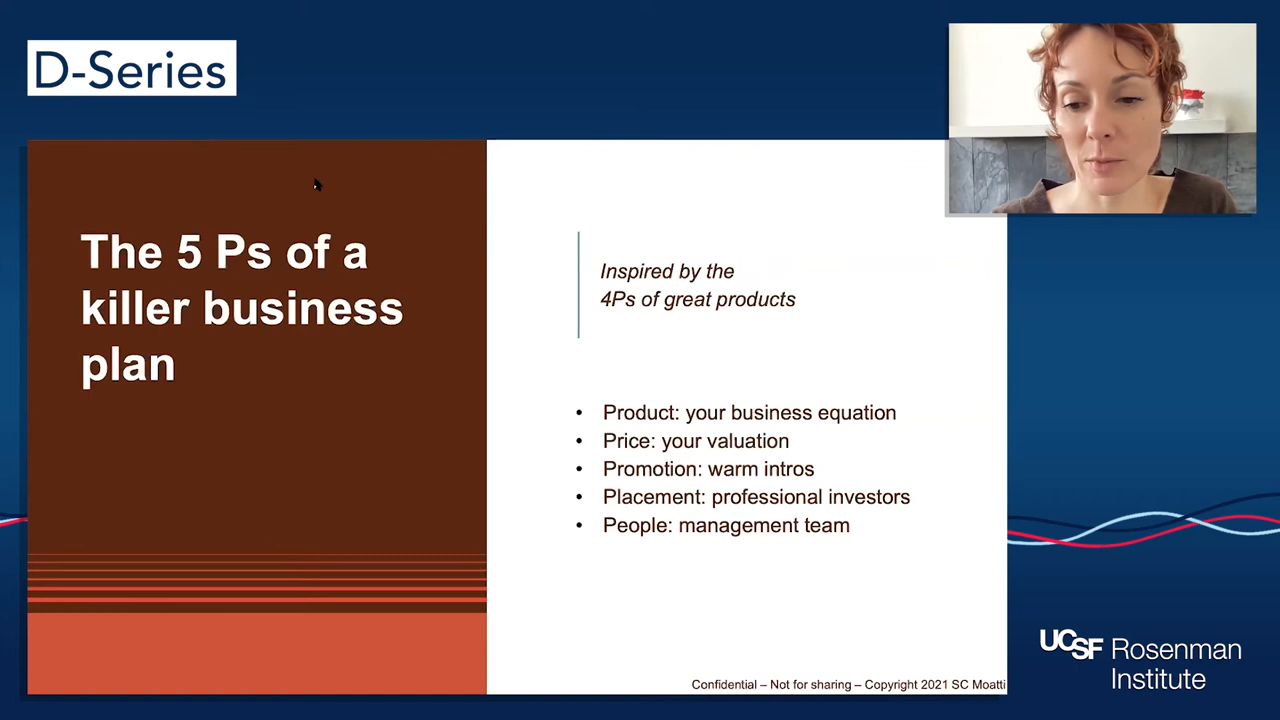 D-Series
The 5 Ps of a
killer business
plan
Inspired by the
4Ps of great products
• Product: your business equation
• Price: your valuation
• Promotion: warm intros
• Placement: professional investors
• People: management team
Confidential – Not for sharing – Copyright 2021 SC Moatti
UCSF Rosenman
Institute